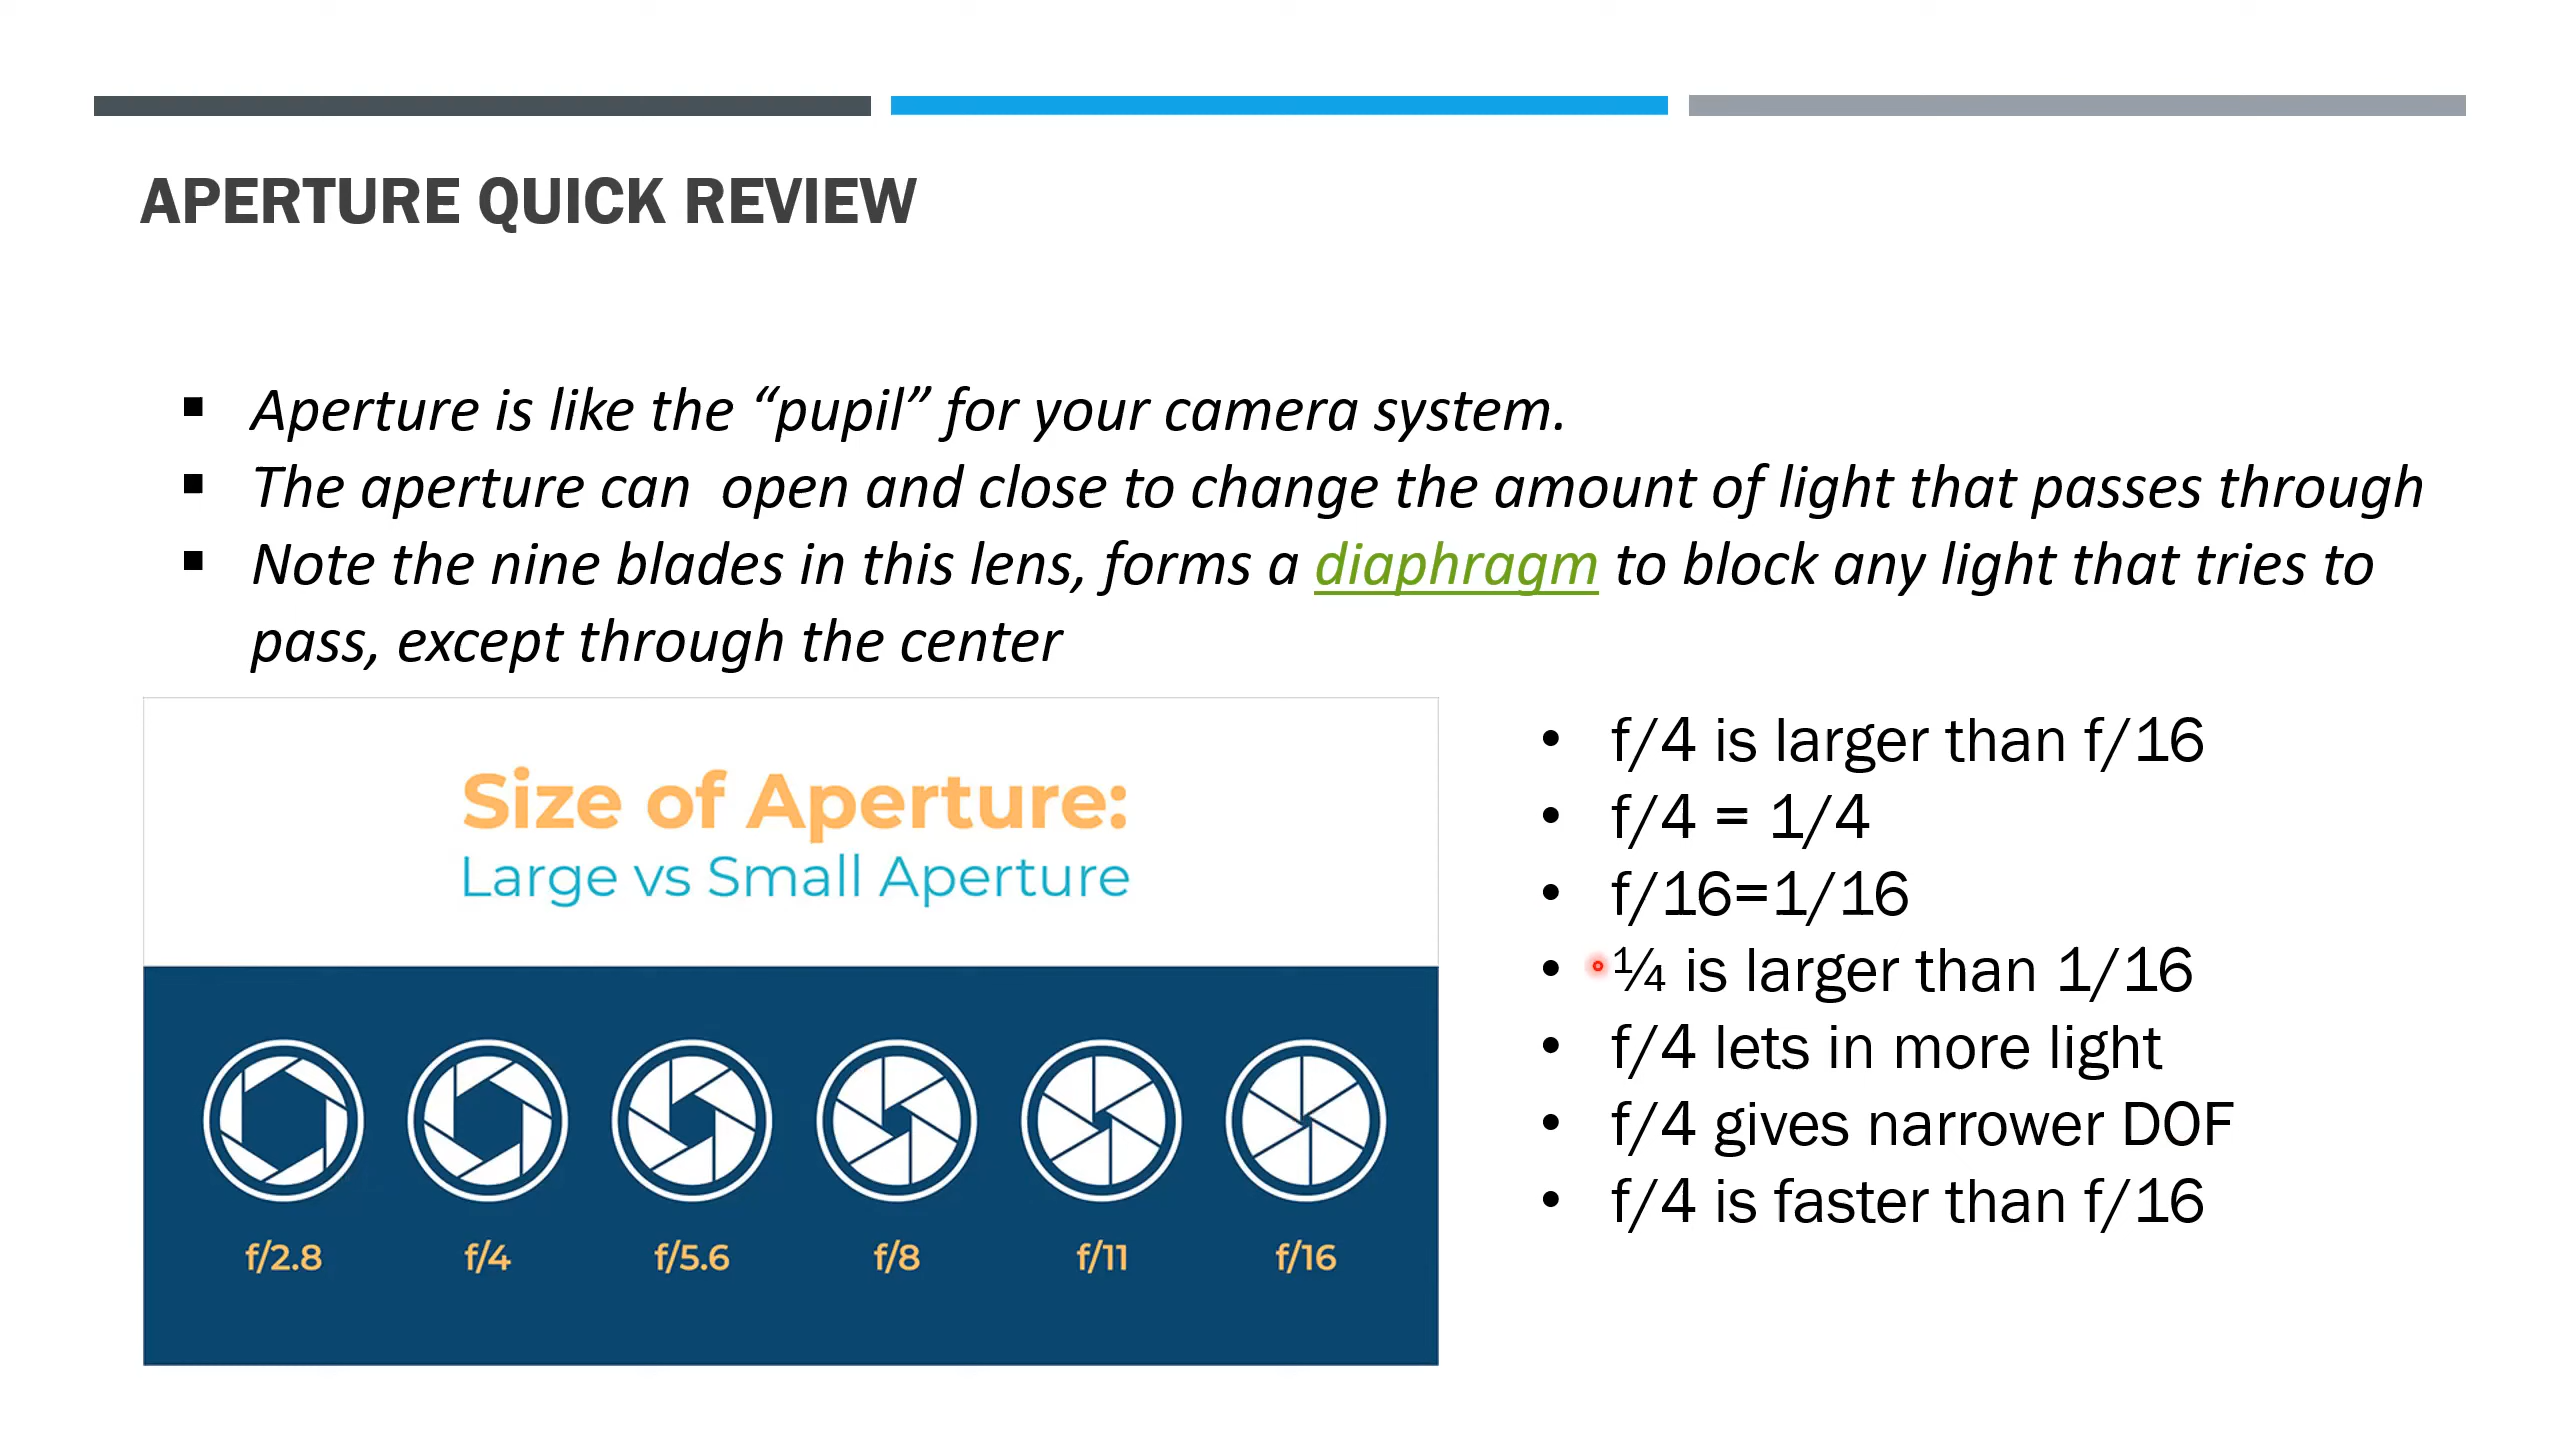 APERTURE QUICK REVIEW
▪ Aperture is like the “pupil” for your camera system.
▪ The aperture can  open and close to change the amount of light that passes through
▪ Note the nine blades in this lens, forms a diaphragm to block any light that tries to
pass, except through the center
Size of Aperture:
Large vs Small Aperture
f/2.8 f/4 f/5.6 f/8 f/11 f/16
• f/4 is larger than f/16
• f/4 = 1/4
• f/16=1/16
• ¼ is larger than 1/16
• f/4 lets in more light
• f/4 gives narrower DOF
• f/4 is faster than f/16